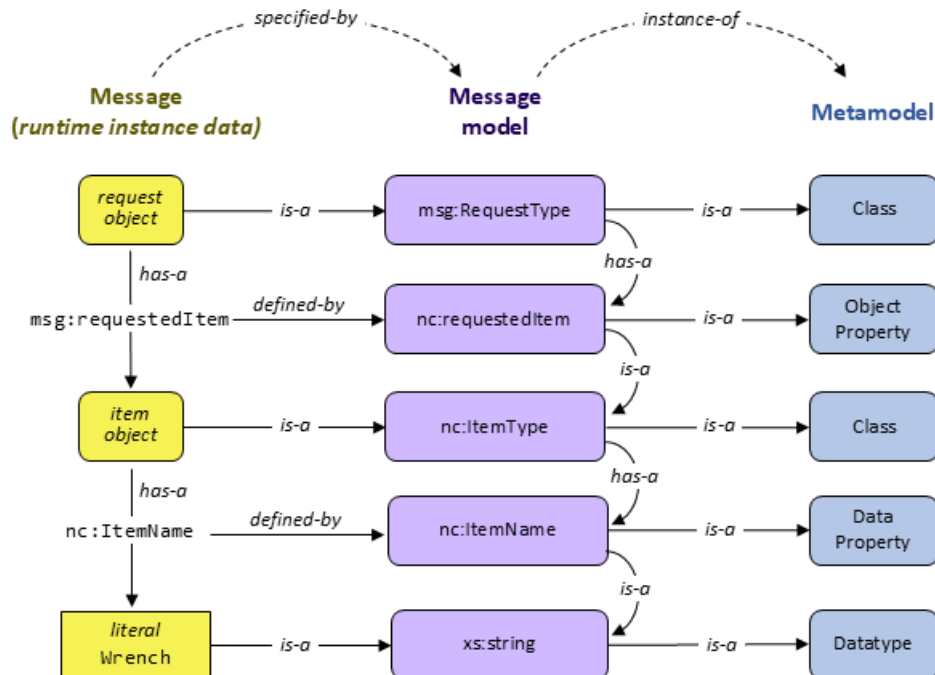 specified-by
instance-of
Message
(runtime instance data)
Message
model
Metamodel
request
object
is-a
msg:RequestType
is-a
Class
has-a
has-a
msg:requestedItem
defined-by
nc:requestedItem
is-a
Object
Property
is-a
item
object
is-a
nc:ItemType
is-a
Class
has-a
has-a
nc:ItemName
defined-by
nc:ItemName
is-a
Data
Property
is-a
literal
Wrench
is-a
xs:string
is-a
Datatype